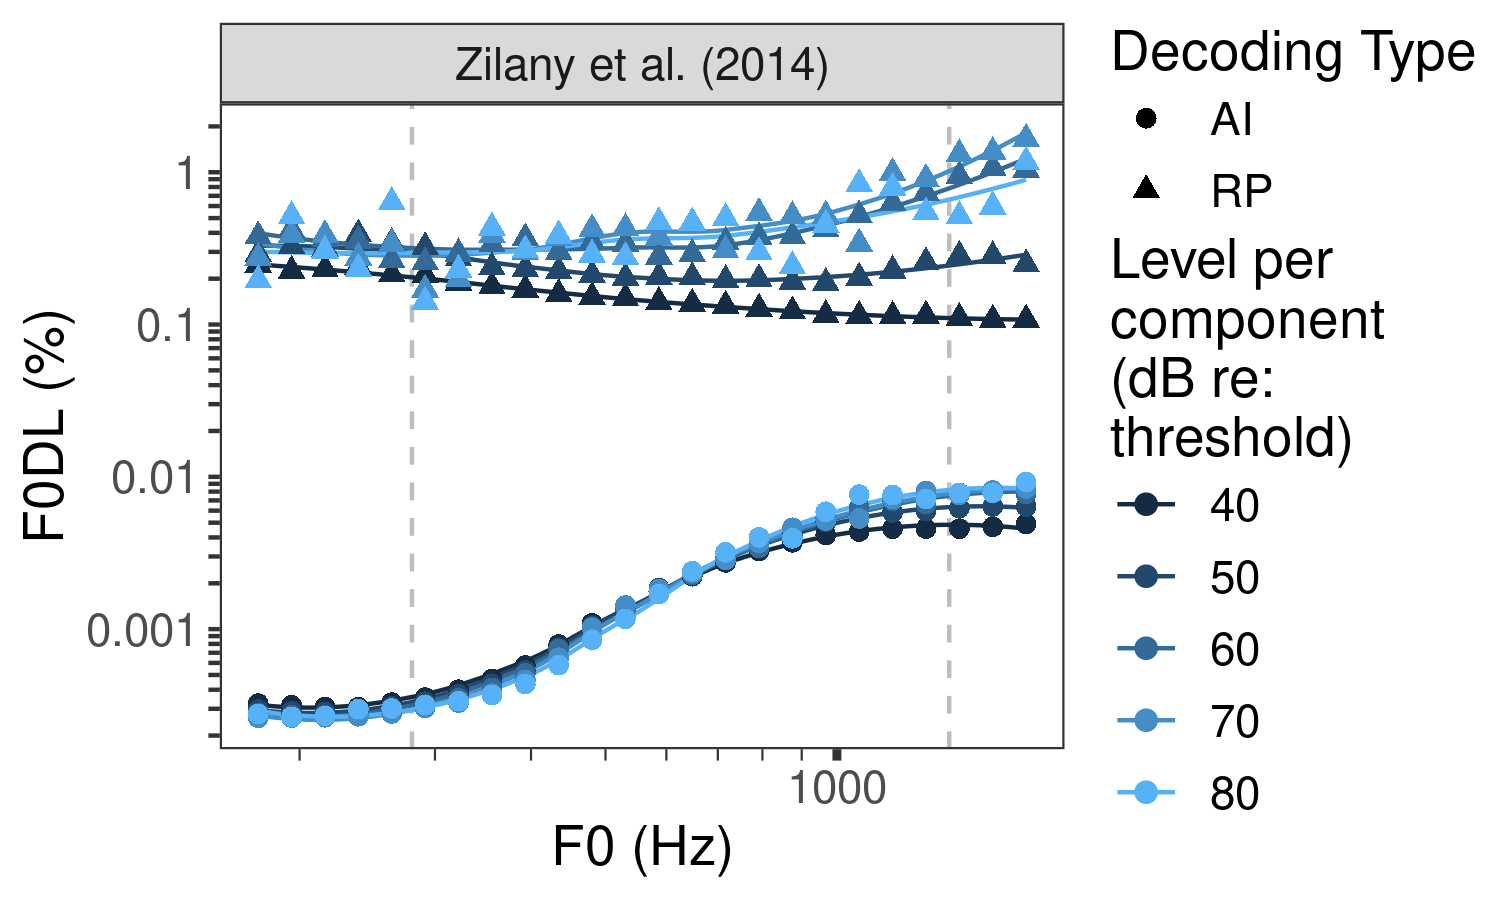 Zilany et al. (2014)
F0DL (%)
1
0.1
0.01
0.001
1000
F0 (Hz)
Decoding Type
AI
RP
Level per
component
(dB re:
threshold)
40
50
60
70
80